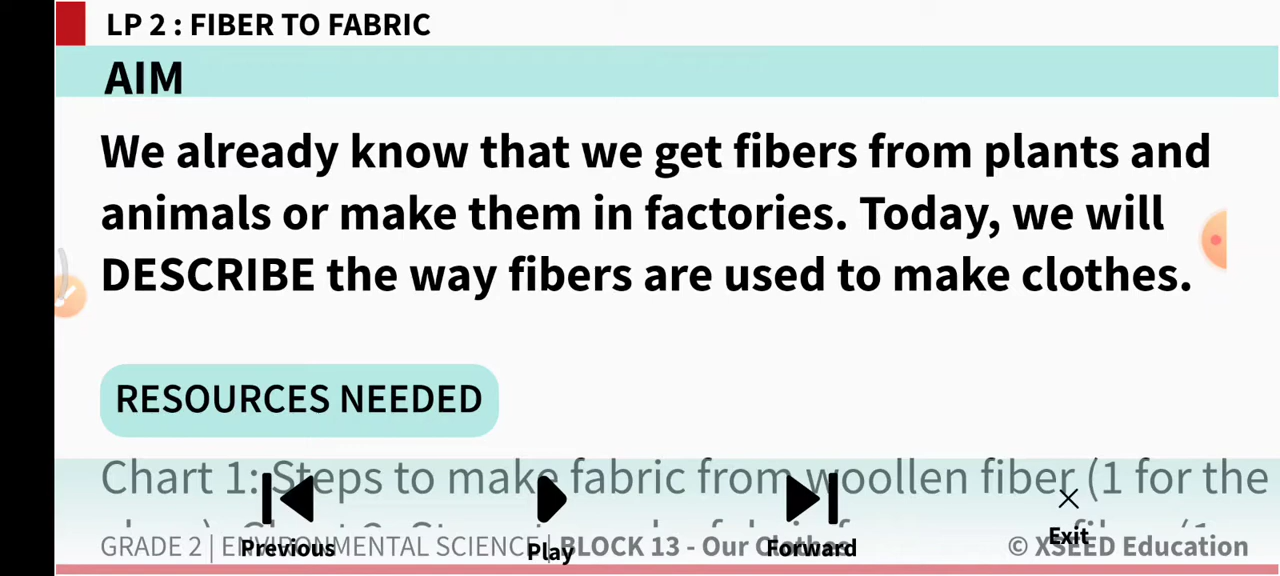 LP 2 : FIBER TO FABRIC
AIM
We already know that we get fibers from plants and
animals or make them in factories. Today, we will
DESCRIBE the way fibers are used to make clothes.
RESOURCES NEEDED
Chart 1: Steps to make fabric from woollen fiber (1 for the
GRADE 2 | ENVIRONMENTAL SCIENCE | BLOCK 13 - Our Clothes
© XSEED Education
Previous
Play
Forward
Exit